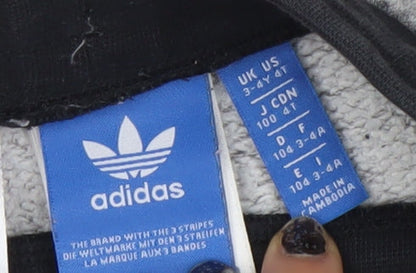 adidas
THE BRAND WITH THE 3 STRIPES
DIE WELTMARKE MIT DEN 3 STREIFEN
LA MARQUE AUX 3 BANDES
UK US
3-4Y 4T
J CDN
100 4T
D F
104 3-4A
E I
104 3-4A
MADE IN
CAMBODIA